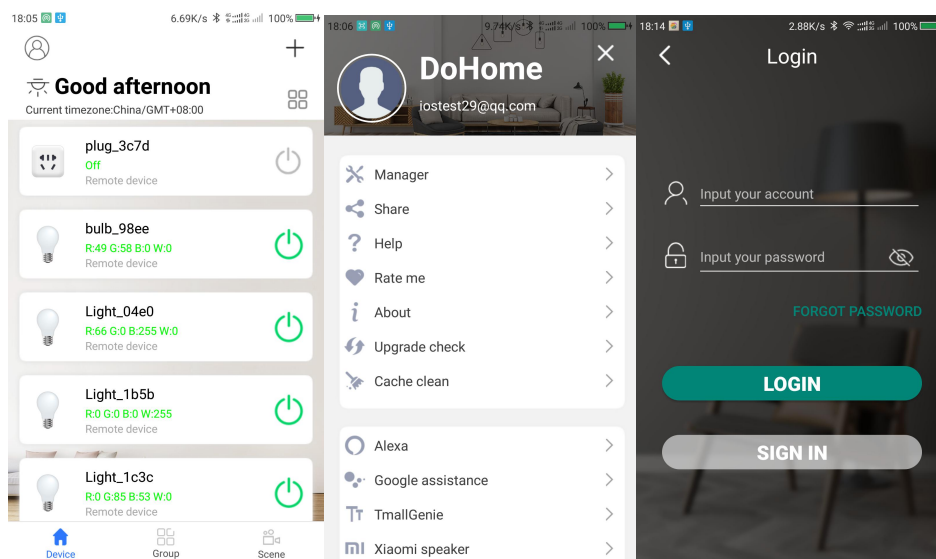 18:05
6.69K/s
100%
Good afternoon
Current timezone:China/GMT+08:00
plug_3c7d
Off
Remote device
bulb_98ee
R:49 G:58 B:0 W:0
Remote device
Light_04e0
R:66 G:0 B:255 W:0
Remote device
Light_1b5b
R:0 G:0 B:0 W:255
Remote device
Light_1c3c
R:0 G:85 B:53 W:0
Remote device
Device
Group
Scene
18:06
9.74K/s
100%
DoHome
iostest29@qq.com
Manager
Share
Help
Rate me
About
Upgrade check
Cache clean
Alexa
Google assistance
TmallGenie
Xiaomi speaker
18:14
2.88K/s
100%
Login
Input your account
Input your password
FORGOT PASSWORD
LOGIN
SIGN IN